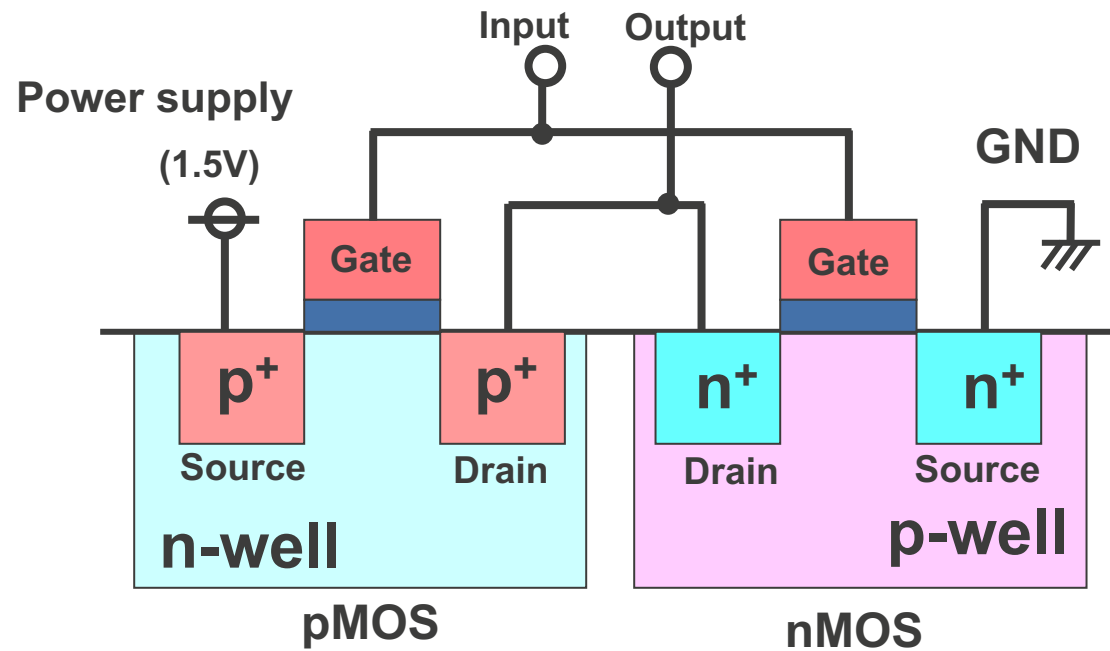 Input
Output
Power supply
(1.5V)
GND
Gate
Gate
p+
p+
n+
n+
Source
Drain
Drain
Source
n-well
p-well
pMOS
nMOS